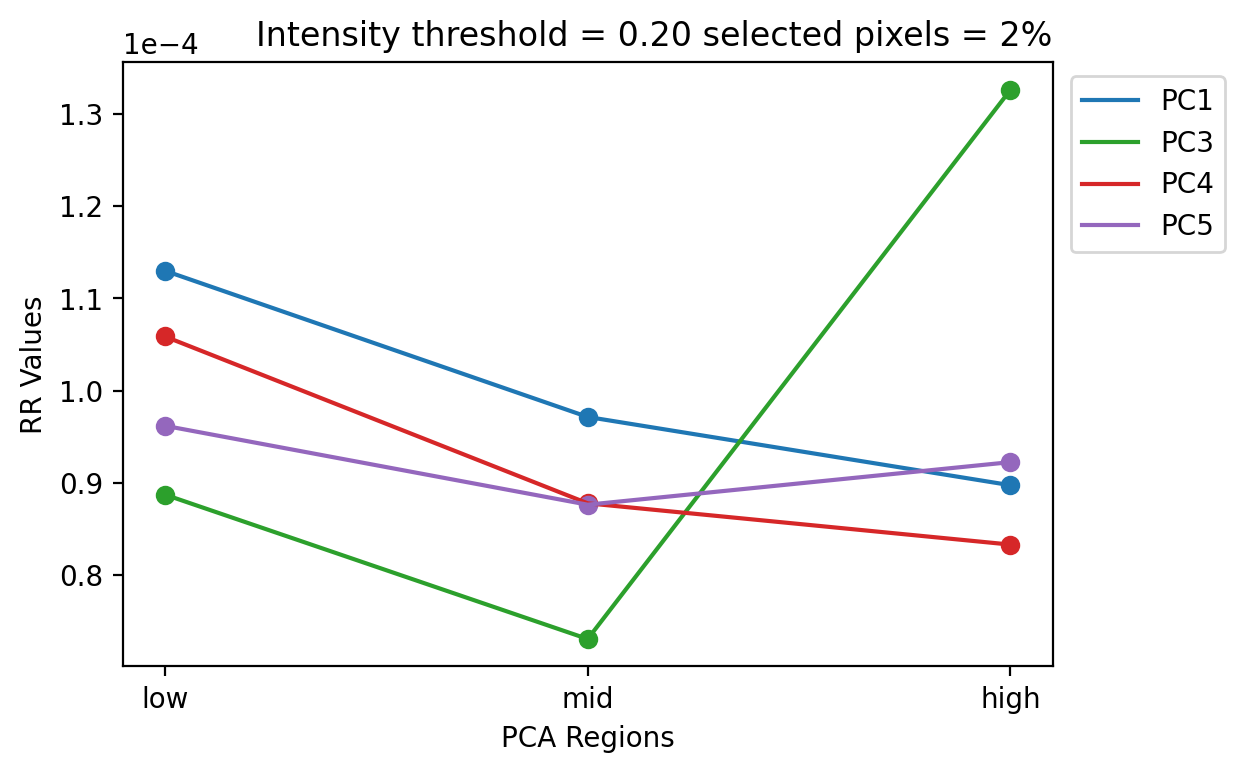 Intensity threshold = 0.20 selected pixels = 2%
1e−4
1.3
1.2
1.1
1.0
0.9
0.8
RR Values
low
mid
high
PCA Regions
PC1
PC3
PC4
PC5